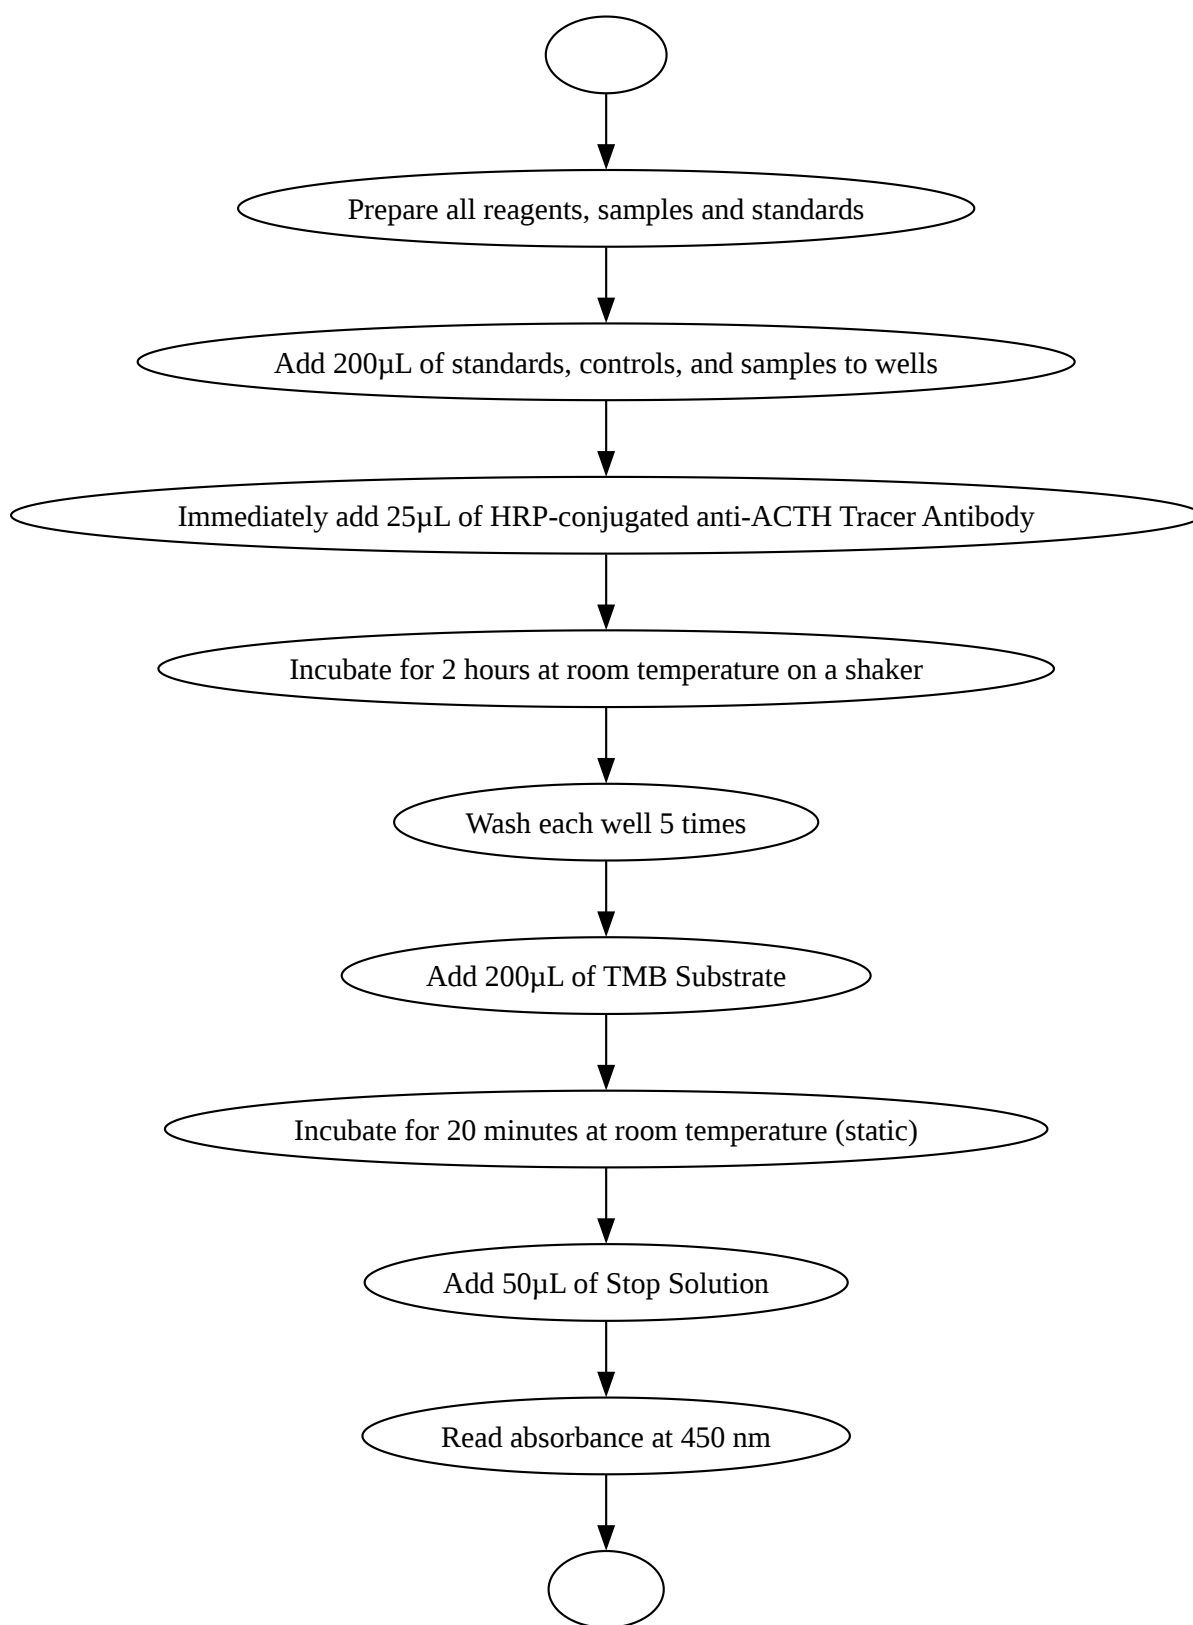 Prepare all reagents, samples and standards
Add 200µL of standards, controls, and samples to wells
Immediately add 25µL of HRP-conjugated anti-ACTH Tracer Antibody
Incubate for 2 hours at room temperature on a shaker
Wash each well 5 times
Add 200µL of TMB Substrate
Incubate for 20 minutes at room temperature (static)
Add 50µL of Stop Solution
Read absorbance at 450 nm